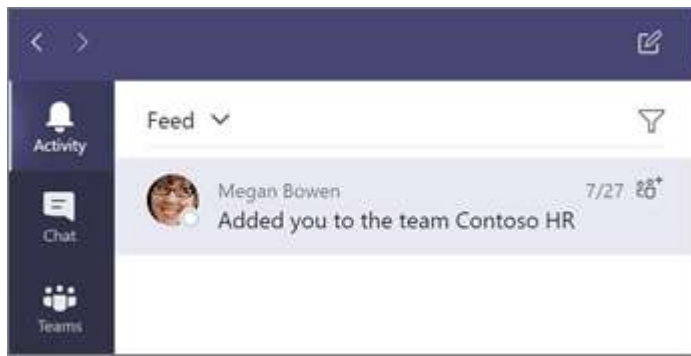 Activity
Chat
Teams
Feed
Megan Bowen 7/27
Added you to the team Contoso HR